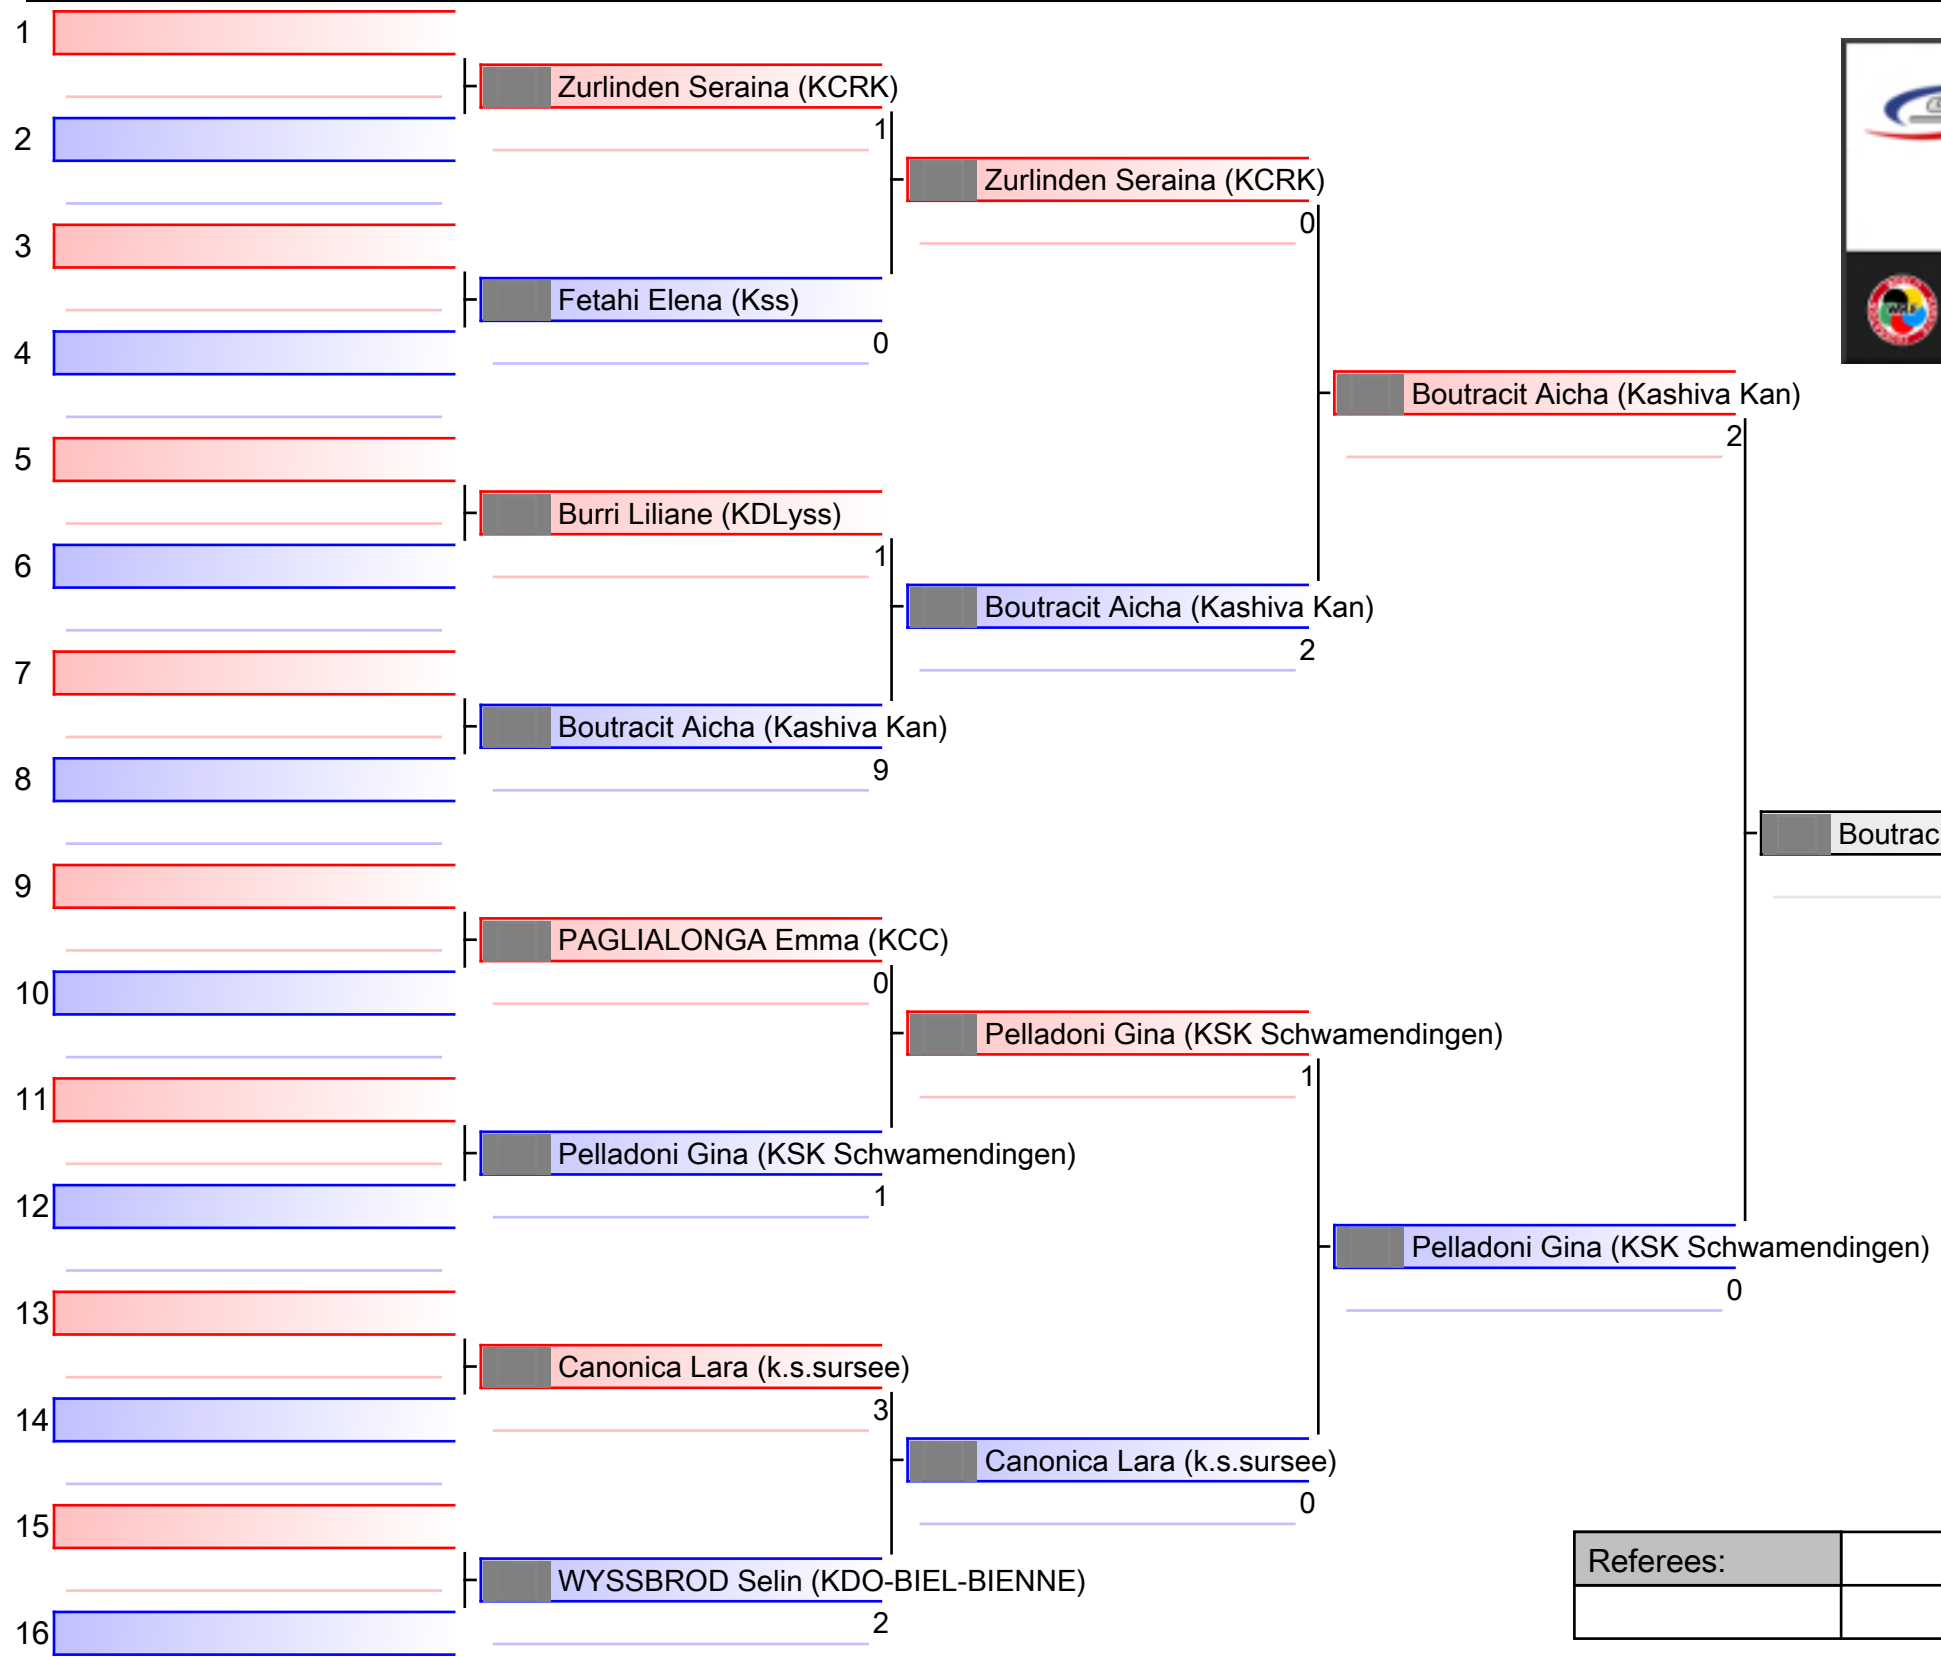 1
Zurlinden Seraina (KCRK)
1
2
Zurlinden Seraina (KCRK)
0
3
Fetahi Elena (Kss)
0
4
Boutracit Aicha (Kashiva Kan)
2
5
Burri Liliane (KDLyss)
1
6
Boutracit Aicha (Kashiva Kan)
2
7
Boutracit Aicha (Kashiva Kan)
9
8
Boutrac
9
PAGLIALONGA Emma (KCC)
0
10
Pelladoni Gina (KSK Schwamendingen)
1
11
Pelladoni Gina (KSK Schwamendingen)
1
12
Pelladoni Gina (KSK Schwamendingen)
0
13
Canonica Lara (k.s.sursee)
3
14
Canonica Lara (k.s.sursee)
0
15
WYSSBROD Selin (KDO-BIEL-BIENNE)
2
16
Referees: